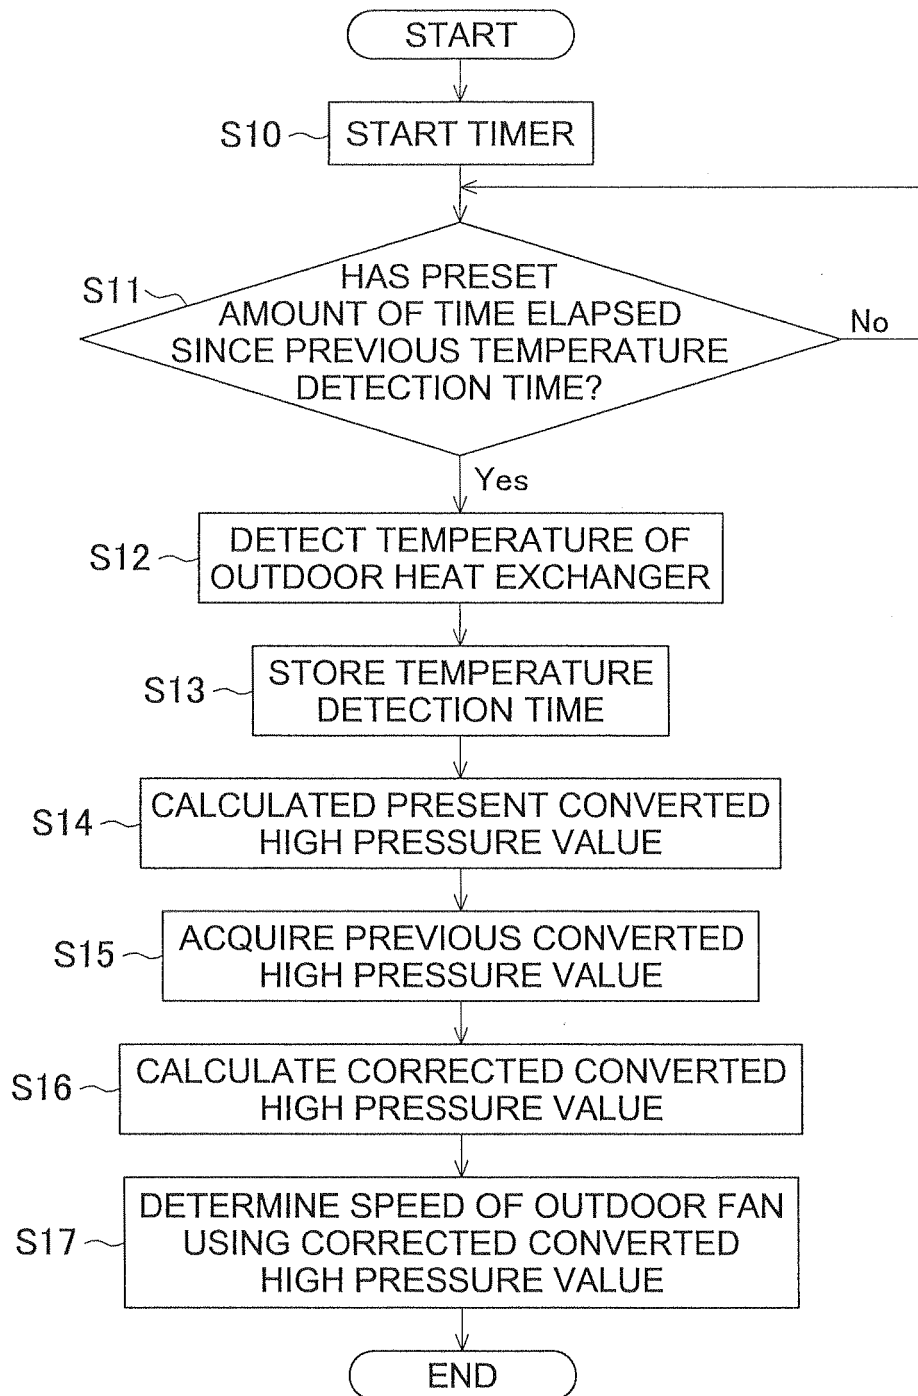 START
S10
START TIMER
S11
HAS PRESET
AMOUNT OF TIME ELAPSED
SINCE PREVIOUS TEMPERATURE
DETECTION TIME?
No
Yes
S12
DETECT TEMPERATURE OF
OUTDOOR HEAT EXCHANGER
S13
STORE TEMPERATURE
DETECTION TIME
S14
CALCULATED PRESENT CONVERTED
HIGH PRESSURE VALUE
S15
ACQUIRE PREVIOUS CONVERTED
HIGH PRESSURE VALUE
S16
CALCULATE CORRECTED CONVERTED
HIGH PRESSURE VALUE
S17
DETERMINE SPEED OF OUTDOOR FAN
USING CORRECTED CONVERTED
HIGH PRESSURE VALUE
END